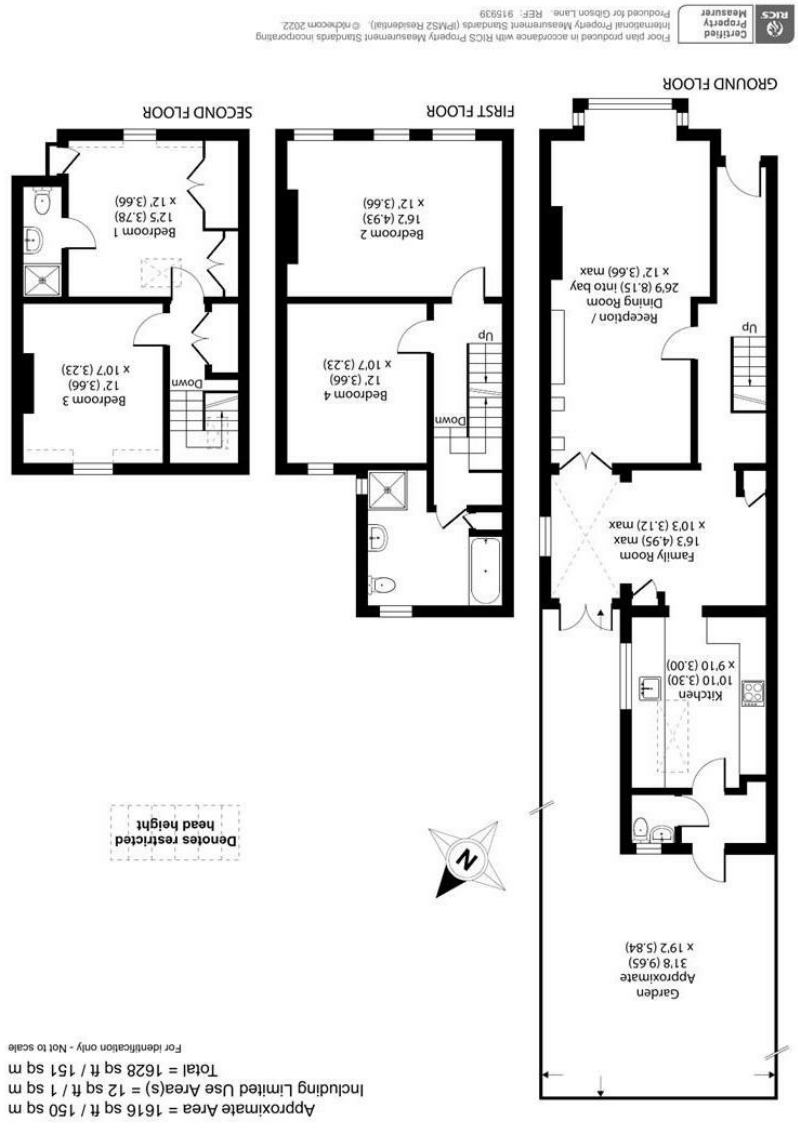 Approximate Area = 1616 sq ft / 150 sq m
Including Limited Use Area(s) = 12 sq ft / 1 sq m
Total = 1628 sq ft / 151 sq m
For identification only - Not to scale
Garden
Approximate
31'8 (9.65)
x 19'2 (5.84)
N
Denotes restricted
head height
Kitchen
10'10 (3.30)
x 9'10 (3.00)
Family Room
16'3 (4.95) max
x 10'3 (3.12) max
Up
Reception /
Dining Room
26'9 (8.15) into bay
x 12' (3.66) max
GROUND FLOOR
Down
Up
Bedroom 4
12' (3.66)
x 10'7 (3.23)
Bedroom 2
16'2 (4.93)
x 12' (3.66)
FIRST FLOOR
Down
Bedroom 3
12' (3.66)
x 10'7 (3.23)
Bedroom 1
12'5 (3.78)
x 12' (3.66)
SECOND FLOOR
RICS
Certified
Property
Measurer
Floor plan produced in accordance with RICS Property Measurement Standards incorporating
International Property Measurement Standards (IPMS2 Residential). © nichecom 2022.
Produced for Gibson Lane. REF: 915939